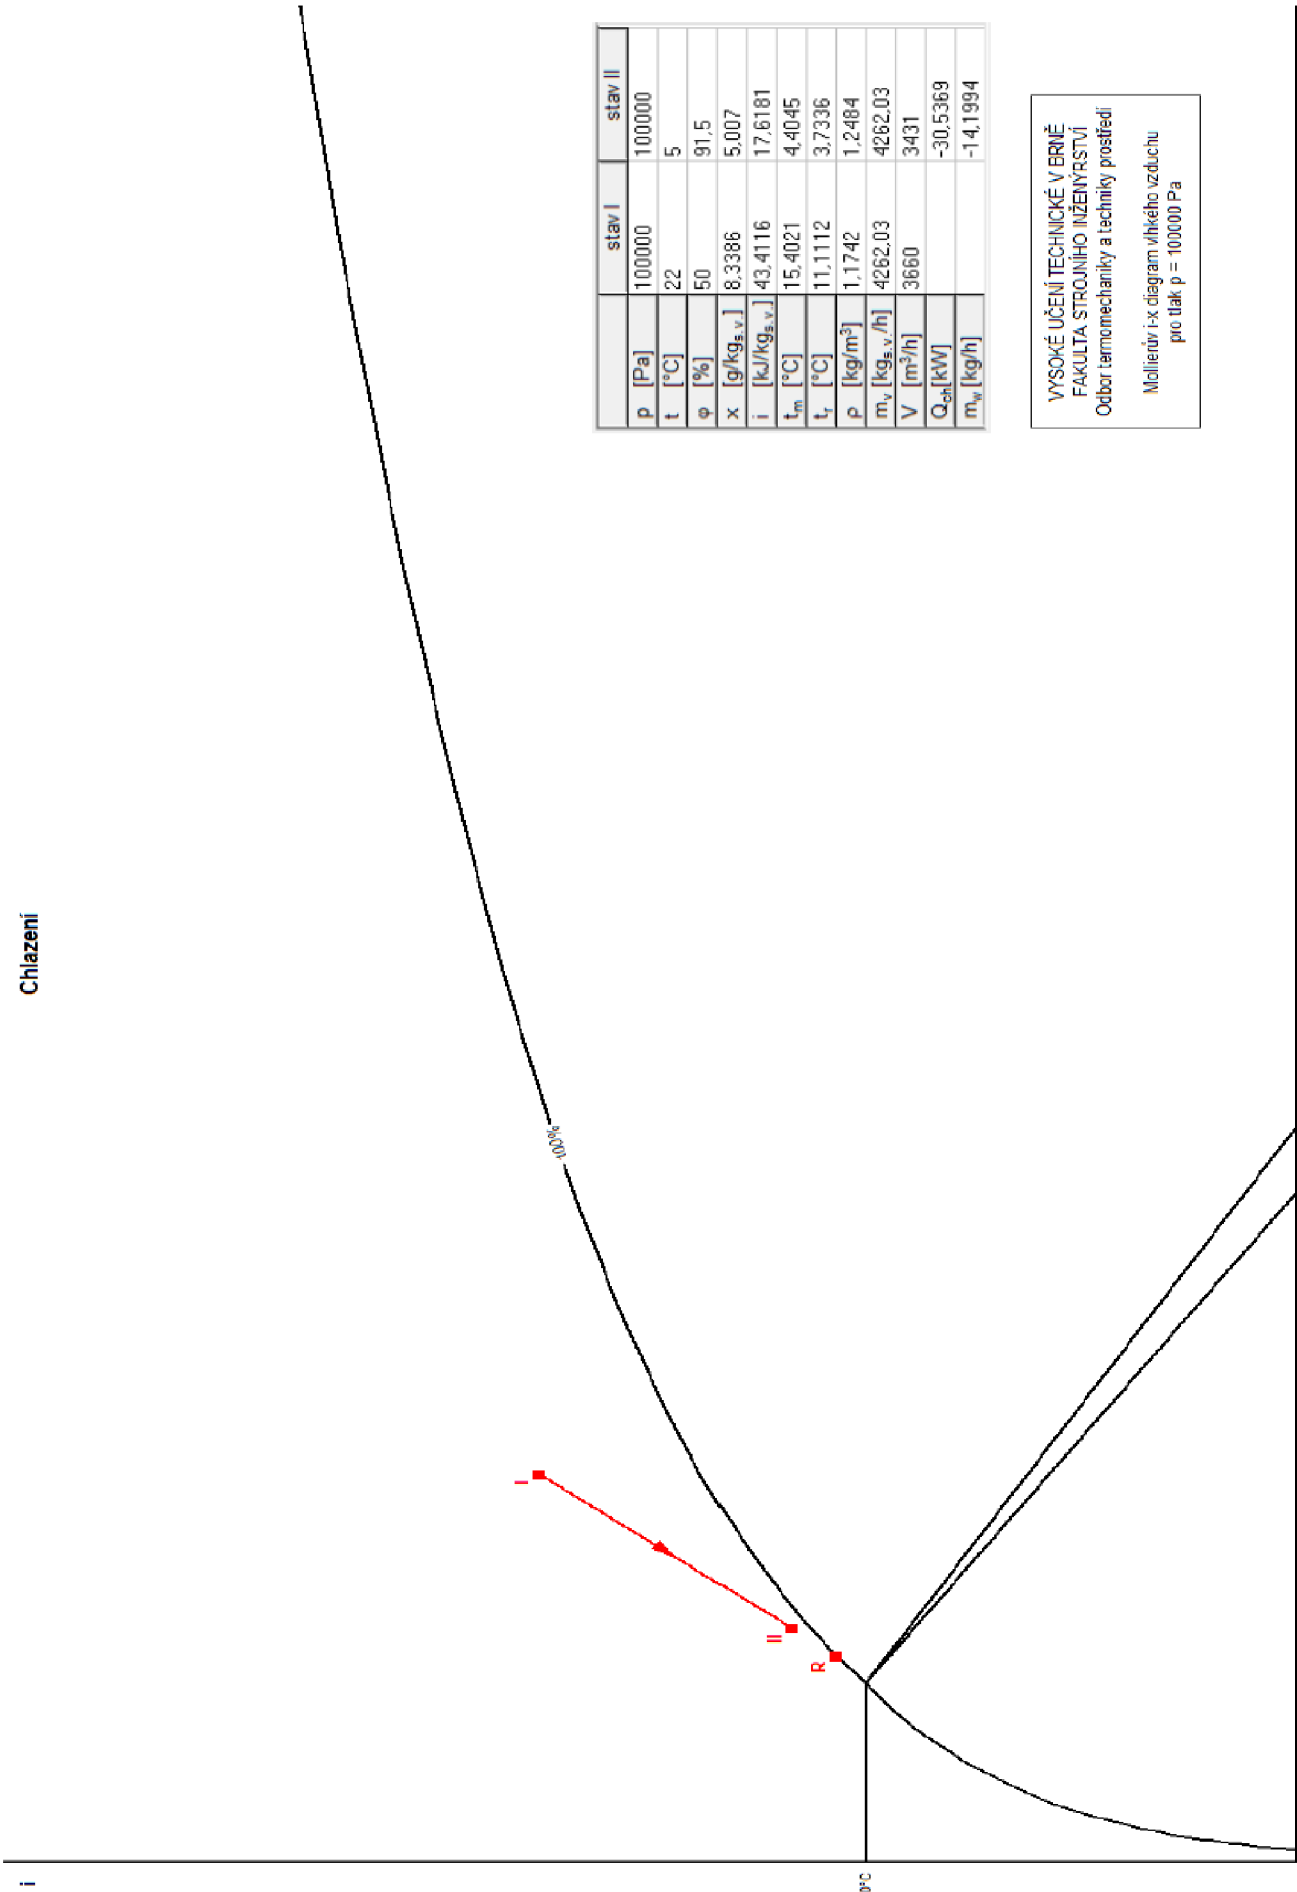 Chlazení
i
100%
I
II
R
0°C
stav I stav II
p [Pa] 100000 100000
t [°C] 22 5
φ [%] 50 91,5
x [g/kgs.v.] 8,3386 5,007
i [kJ/kgs.v.] 43,4116 17,6181
tm [°C] 15,4021 4,4045
tr [°C] 11,1112 3,7336
ρ [kg/m³] 1,1742 1,2484
mv [kgs.v./h] 4262,03 4262,03
V [m³/h] 3660 3431
Qch[kW] -30,5369
mw [kg/h] -14,1994
VYSOKÉ UČENÍ TECHNICKÉ V BRNĚ
FAKULTA STROJNÍHO INŽENÝRSTVÍ
Odbor termomechaniky a techniky prostředí
Mollierův i-x diagram vlhkého vzduchu
pro tlak p = 100000 Pa